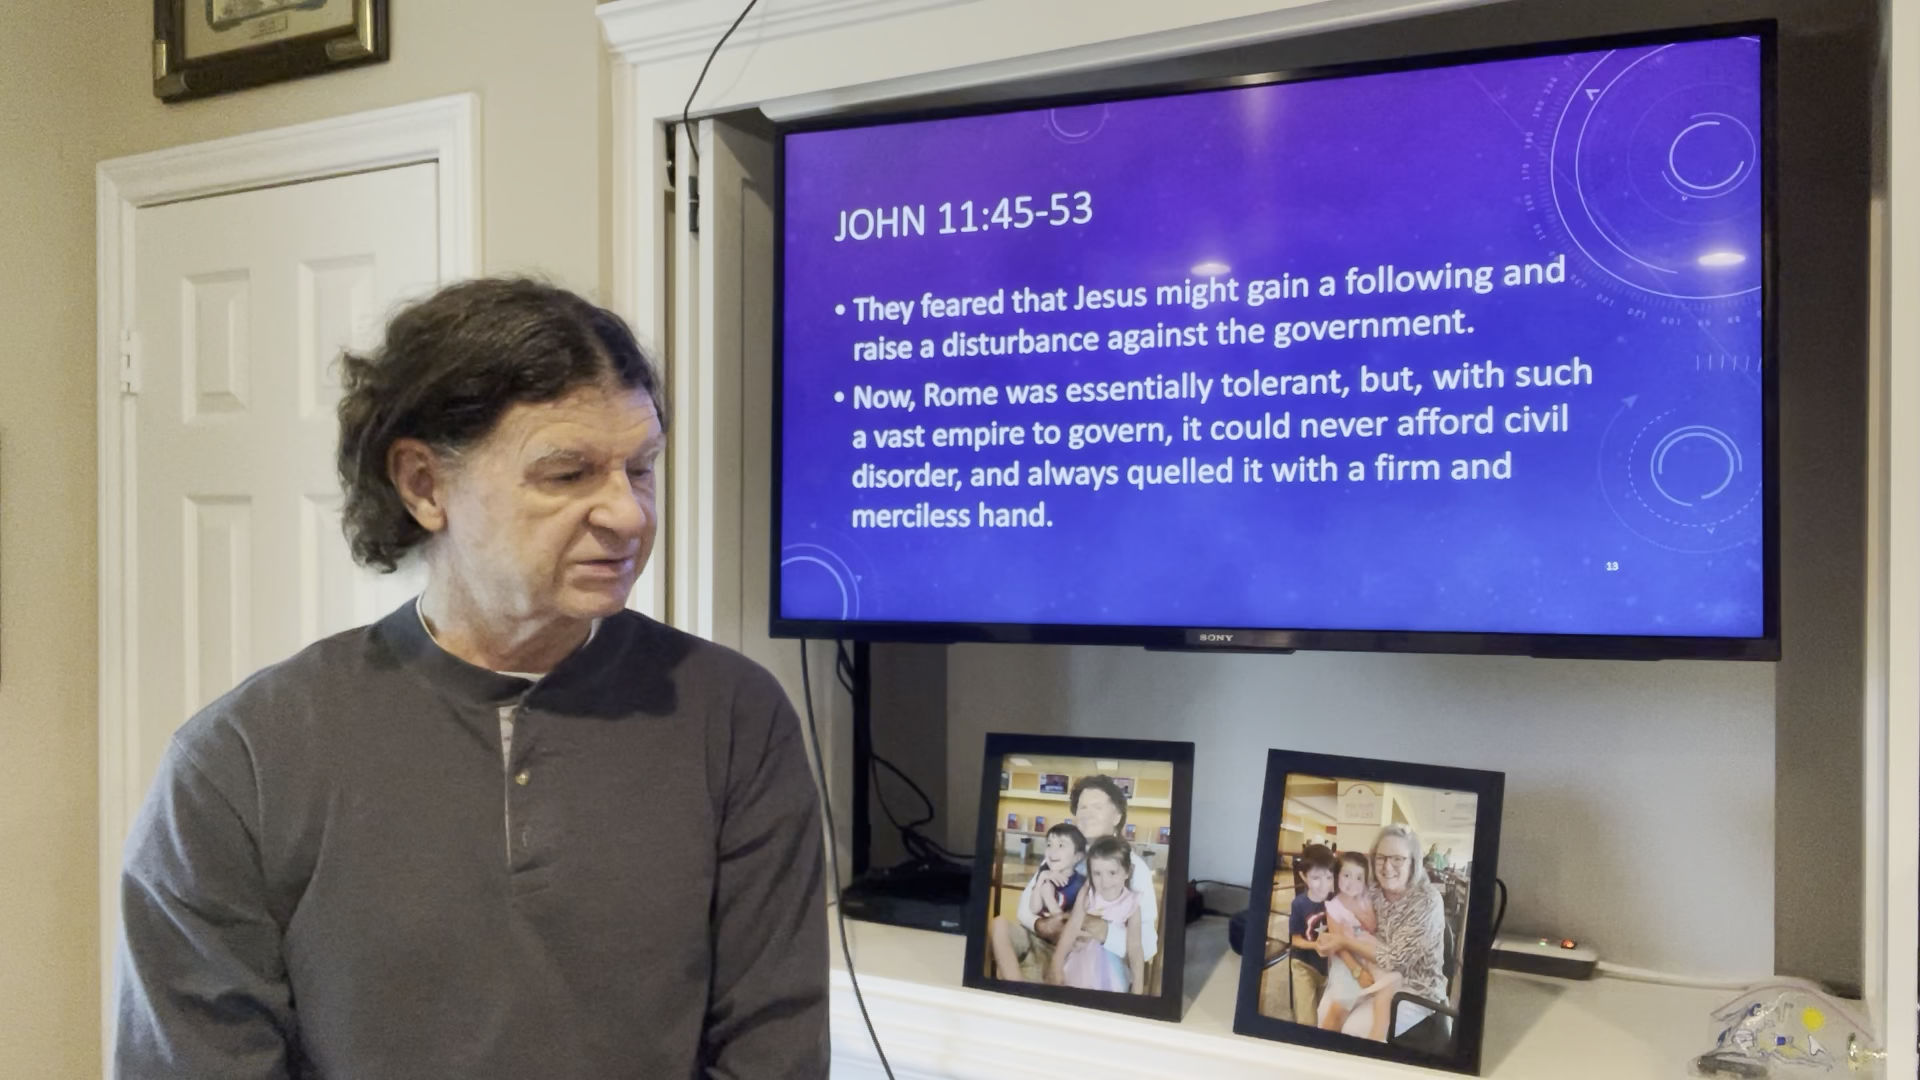 JOHN 11:45-53
• They feared that Jesus might gain a following and
raise a disturbance against the government.
• Now, Rome was essentially tolerant, but, with such
a vast empire to govern, it could never afford civil
disorder, and always quelled it with a firm and
merciless hand.
13
SONY